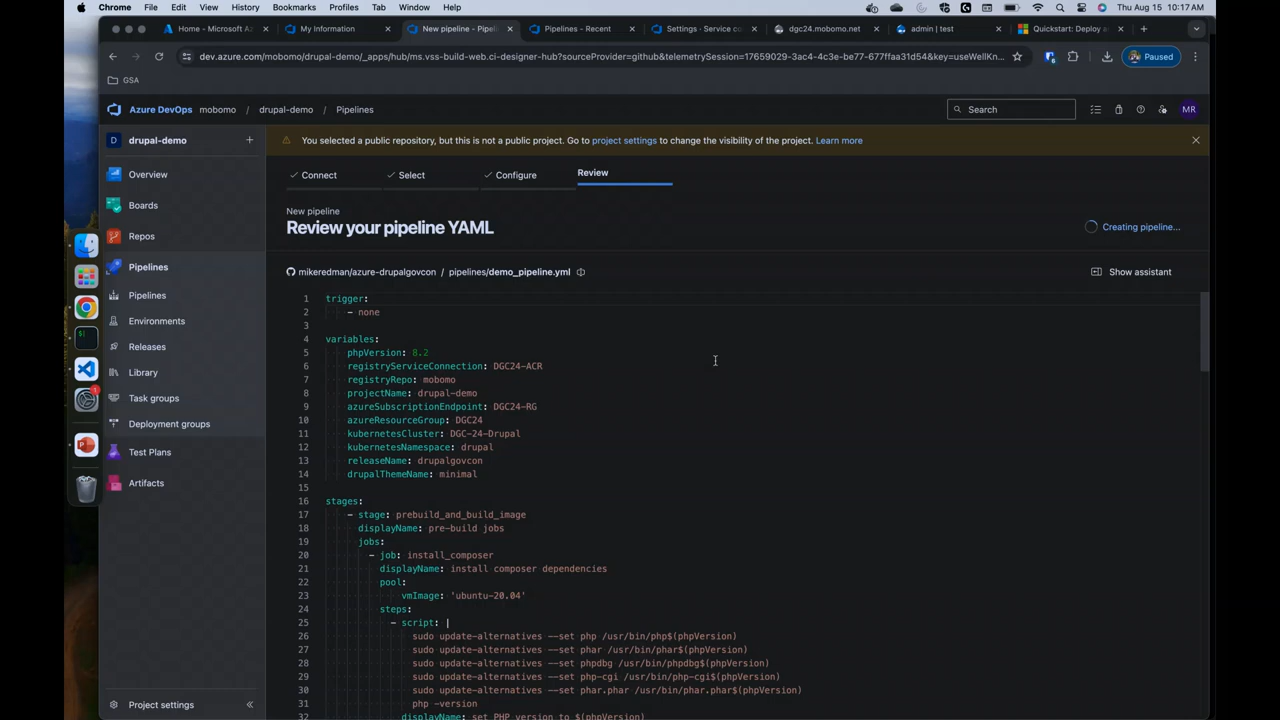 Chrome File Edit View History Bookmarks Profiles Tab Window Help Thu Aug 15 10:17 AM
Home - Microsoft Az
My Information
New pipeline - Pipeli
Pipelines - Recent
Settings · Service co
dgc24.mobomo.net
admin | test
Quickstart: Deploy a
dev.azure.com/mobomo/drupal-demo/_apps/hub/ms.vss-build-web.ci-designer-hub?sourceProvider=github&telemetrySession=17659029-3ac4-4c3e-be77-677ffaa31d54&key=useWellKn...
Paused
GSA
Azure DevOps mobomo / drupal-demo / Pipelines
Search
MR
D drupal-demo +
You selected a public repository, but this is not a public project. Go to project settings to change the visibility of the project. Learn more
Overview
Boards
Repos
Pipelines
Pipelines
Environments
Releases
Library
Task groups
Deployment groups
Test Plans
Artifacts
Project settings
Connect
Select
Configure
Review
New pipeline
Review your pipeline YAML
Creating pipeline...
mikeredman/azure-drupalgovcon / pipelines/demo_pipeline.yml
Show assistant
1 trigger:
2 - none
3
4 variables:
5 phpVersion: 8.2
6 registryServiceConnection: DGC24-ACR
7 registryRepo: mobomo
8 projectName: drupal-demo
9 azureSubscriptionEndpoint: DGC24-RG
10 azureResourceGroup: DGC24
11 kubernetesCluster: DGC-24-Drupal
12 kubernetesNamespace: drupal
13 releaseName: drupalgovcon
14 drupalThemeName: minimal
15
16 stages:
17 - stage: prebuild_and_build_image
18 displayName: pre-build jobs
19 jobs:
20 - job: install_composer
21 displayName: install composer dependencies
22 pool:
23 vmImage: 'ubuntu-20.04'
24 steps:
25 - script: |
26 sudo update-alternatives --set php /usr/bin/php$(phpVersion)
27 sudo update-alternatives --set phar /usr/bin/phar$(phpVersion)
28 sudo update-alternatives --set phpdbg /usr/bin/phpdbg$(phpVersion)
29 sudo update-alternatives --set php-cgi /usr/bin/php-cgi$(phpVersion)
30 sudo update-alternatives --set phar.phar /usr/bin/phar.phar$(phpVersion)
31 php -version
32 displayName: set PHP version to $(phpVersion)